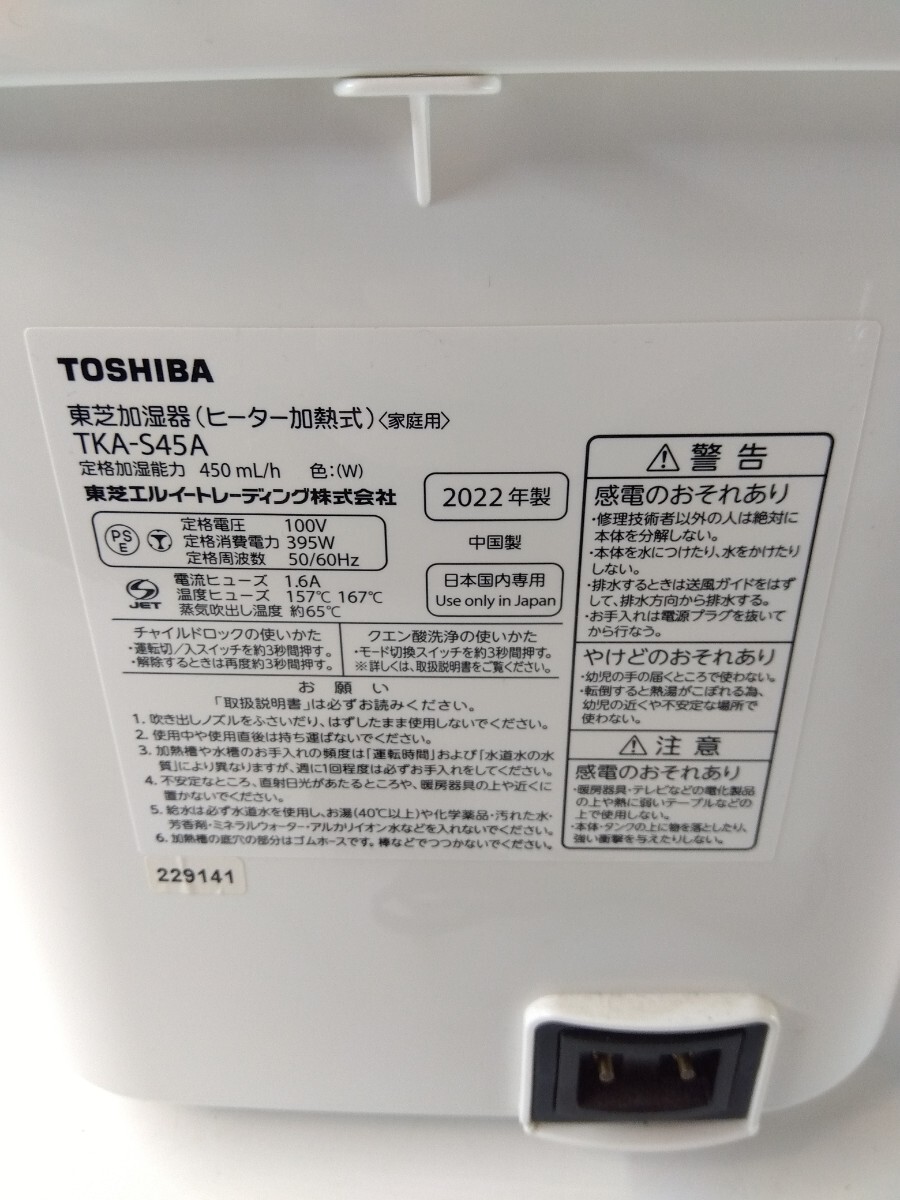 TOSHIBA
東芝加湿器(ヒーター加熱式)〈家庭用〉
TKA-S45A
定格加湿能力 450 mL/h 色:(W)
東芝エルイートレーディング株式会社
2022年製
中国製
日本国内専用
Use only in Japan
PS
E
T
定格電圧 100V
定格消費電力 395W
定格周波数 50/60Hz
S
JET
電流ヒューズ 1.6A
温度ヒューズ 157℃ 167℃
蒸気吹出し温度 約65℃
チャイルドロックの使いかた
・運転切/入スイッチを約3秒間押す。
・解除するときは再度約3秒間押す。
クエン酸洗浄の使いかた
・モード切換スイッチを約3秒間押す。
※詳しくは、取扱説明書をご覧ください。
お願い
「取扱説明書」は必ずお読みください。
1. 吹き出しノズルをふさいだり、はずしたまま使用しないでください。
2. 使用中や使用直後は持ち運ばないでください。
3. 加熱槽や水槽のお手入れの頻度は「運転時間」および「水道水の水
質」により異なりますが、週に1回程度は必ずお手入れをしてください。
4. 不安定なところ、直射日光があたるところや、暖房器具の上や近くに
置かないでください。
5. 給水は必ず水道水を使用し、お湯(40℃以上)や化学薬品・汚れた水・
芳香剤・ミネラルウォーター・アルカリイオン水などを入れないでください。
6. 加熱槽の底穴の部分はゴムホースです。棒などでつつかないでください。
⚠警告
感電のおそれあり
・修理技術者以外の人は絶対に
本体を分解しない。
・本体を水につけたり、水をかけたり
しない。
・排水するときは送風ガイドをはず
して、排水方向から排水する。
・お手入れは電源プラグを抜いて
から行なう。
やけどのおそれあり
・幼児の手の届くところで使わない。
・転倒すると熱湯がこぼれる為、
幼児の近くや不安定な場所で
使わない。
⚠注意
感電のおそれあり
・暖房器具・テレビなどの電化製品
の上や熱に弱いテーブルなどの
上で使用しない。
・本体・タンクの上に物を落としたり、
強い衝撃を与えたりしない。
229141